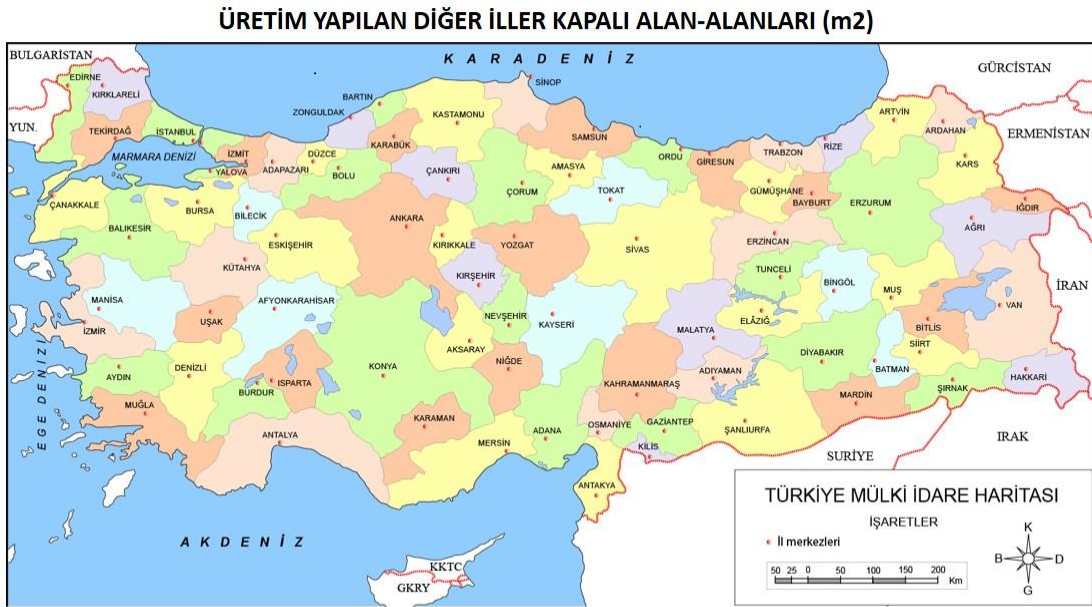 ÜRETİM YAPILAN DİĞER İLLER KAPALI ALAN-ALANLARI (m2)
BULGARİSTAN
KARADENİZ
GÜRCİSTAN
EDİRNE
KIRKLARELİ
SİNOP
BARTIN
ZONGULDAK
KASTAMONU
ARTVİN
ARDAHAN
YUN.
TEKİRDAĞ
İSTANBUL
KARABÜK
SAMSUN
ERMENİSTAN
MARMARA DENİZİ
İZMİT
ADAPAZARI
DÜZCE
BOLU
YALOVA
ÇANKIRI
AMASYA
ORDU
GİRESUN
TRABZON
RİZE
KARS
ÇANAKKALE
BURSA
BİLECİK
ÇORUM
TOKAT
GÜMÜŞHANE
BAYBURT
ERZURUM
IĞDIR
BALIKESİR
ESKİŞEHİR
ANKARA
KIRIKKALE
YOZGAT
SİVAS
ERZİNCAN
AĞRI
KÜTAHYA
KIRŞEHİR
TUNCELİ
BİNGÖL
MUŞ
İRAN
MANİSA
AFYONKARAHİSAR
UŞAK
NEVŞEHİR
KAYSERİ
MALATYA
ELÂZIĞ
BİTLİS
VAN
İZMİR
EGE DENİZİ
AKSARAY
NİĞDE
DİYABAKIR
SİİRT
AYDIN
DENİZLİ
BURDUR
ISPARTA
KONYA
KAHRAMANMARAŞ
ADIYAMAN
BATMAN
ŞIRNAK
HAKKARİ
MUĞLA
ANTALYA
KARAMAN
MERSİN
ADANA
OSMANİYE
GAZİANTEP
KİLİS
ŞANLIURFA
MARDİN
ANTAKYA
SURİYE
IRAK
AKDENİZ
KKTC
GKRY
TÜRKİYE MÜLKİ İDARE HARİTASI
İŞARETLER
İl merkezleri
K
B
D
G
50 25 0 50 100 150 200
Km